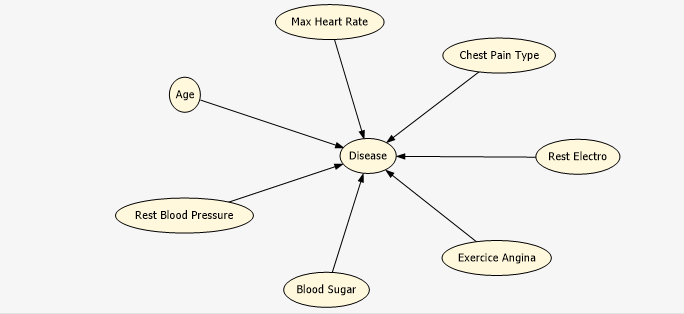 Max Heart Rate
Chest Pain Type
Age
Disease
Rest Electro
Rest Blood Pressure
Exercice Angina
Blood Sugar